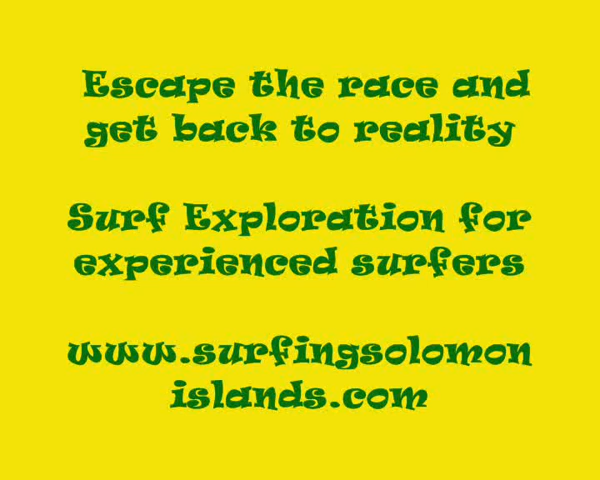 Escape the race and
get back to reality
Surf Exploration for
experienced surfers
www.surfingsolomon
islands.com